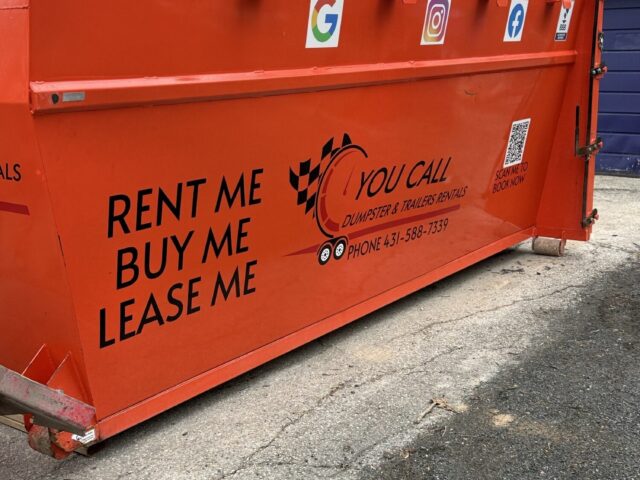 G
f
ALS
RENT ME
BUY ME
LEASE ME
YOU CALL
DUMPSTER & TRAILERS RENTALS
PHONE 431-588-7339
SCAN ME TO
BOOK NOW